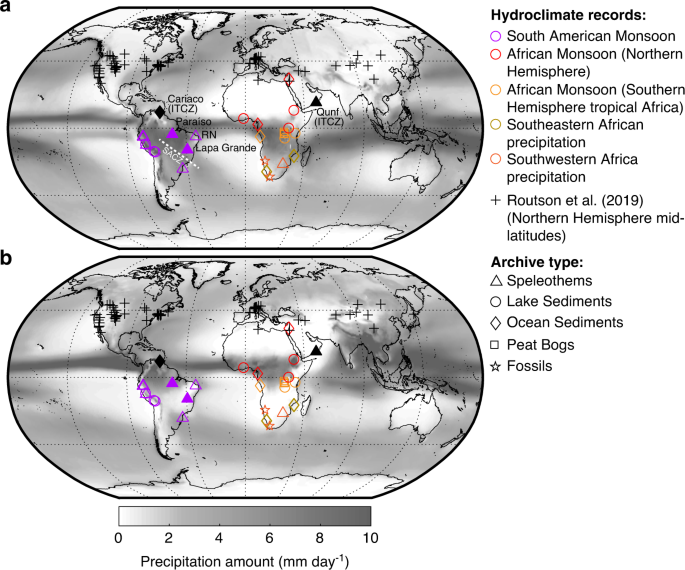 a
Cariaco
(ITCZ)
Paraíso
RN
Lapa Grande
Qunf
(ITCZ)
b
0 2 4 6 8 10
Precipitation amount (mm day-1)
Hydroclimate records:
South American Monsoon
African Monsoon (Northern
Hemisphere)
African Monsoon (Southern
Hemisphere tropical Africa)
Southeastern African
precipitation
Southwestern Africa
precipitation
Routson et al. (2019)
(Northern Hemisphere mid-
latitudes)
Archive type:
Speleothems
Lake Sediments
Ocean Sediments
Peat Bogs
Fossils